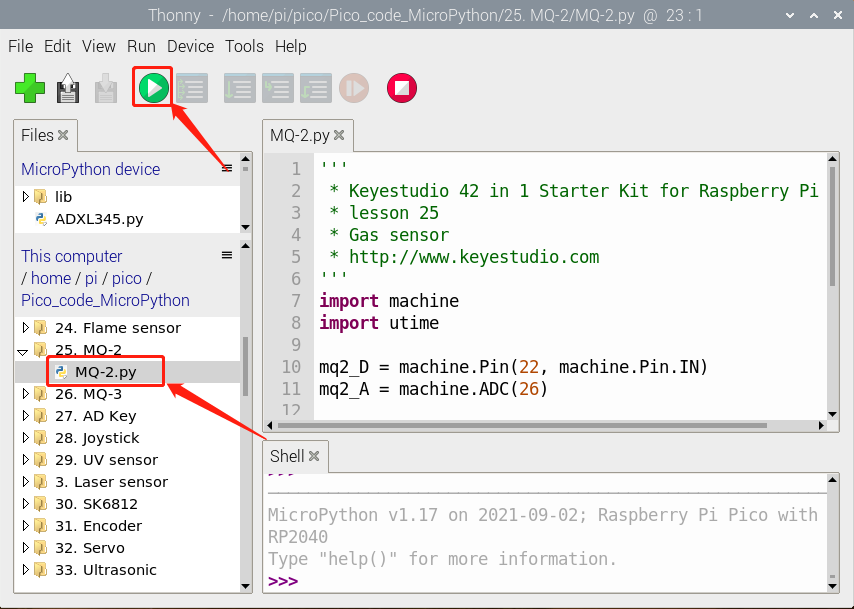 Thonny - /home/pi/pico/Pico_code_MicroPython/25. MQ-2/MQ-2.py @ 23 : 1
File Edit View Run Device Tools Help
Files
MicroPython device
lib
ADXL345.py
This computer
/ home / pi / pico /
Pico_code_MicroPython
24. Flame sensor
25. MQ-2
MQ-2.py
26. MQ-3
27. AD Key
28. Joystick
29. UV sensor
3. Laser sensor
30. SK6812
31. Encoder
32. Servo
33. Ultrasonic
MQ-2.py
1 '''
2 * Keyestudio 42 in 1 Starter Kit for Raspberry Pi
3 * lesson 25
4 * Gas sensor
5 * http://www.keyestudio.com
6 '''
7 import machine
8 import utime
9
10 mq2_D = machine.Pin(22, machine.Pin.IN)
11 mq2_A = machine.ADC(26)
12
Shell
>>>
MicroPython v1.17 on 2021-09-02; Raspberry Pi Pico with
RP2040
Type "help()" for more information.
>>>